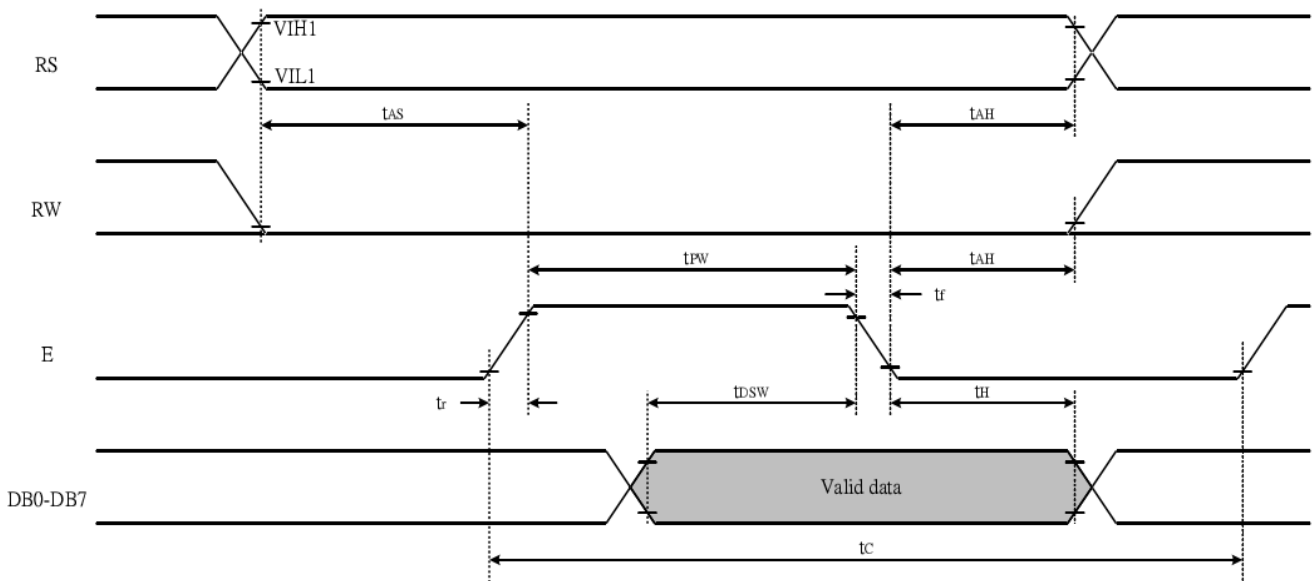 VIH1
RS
VIL1
tAS
tAH
RW
tPW
tAH
tf
E
tr
tDSW
tH
DB0-DB7
Valid data
tC